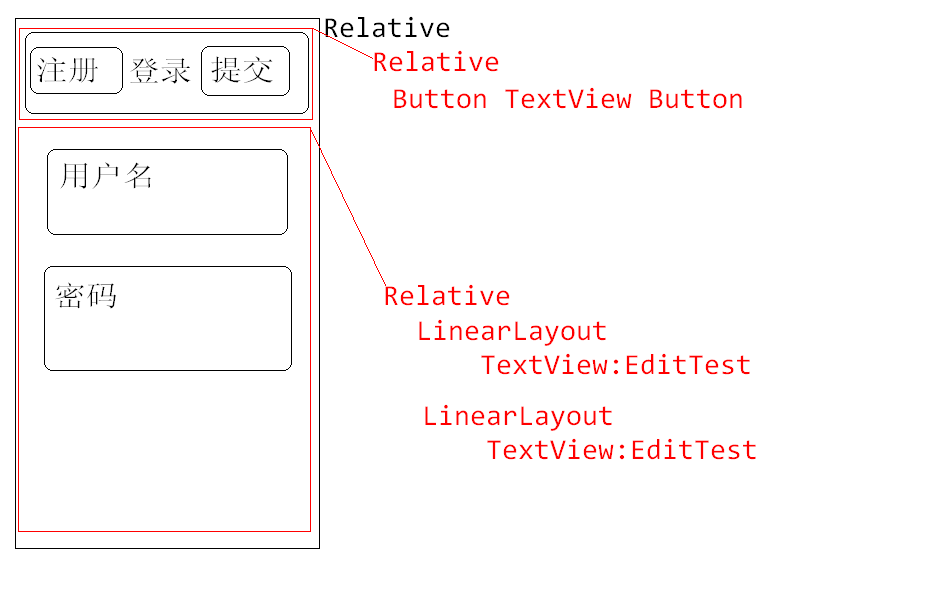 Relative
注册 登录 提交
Relative
Button TextView Button
用户名
密码
Relative
LinearLayout
TextView:EditTest
LinearLayout
TextView:EditTest